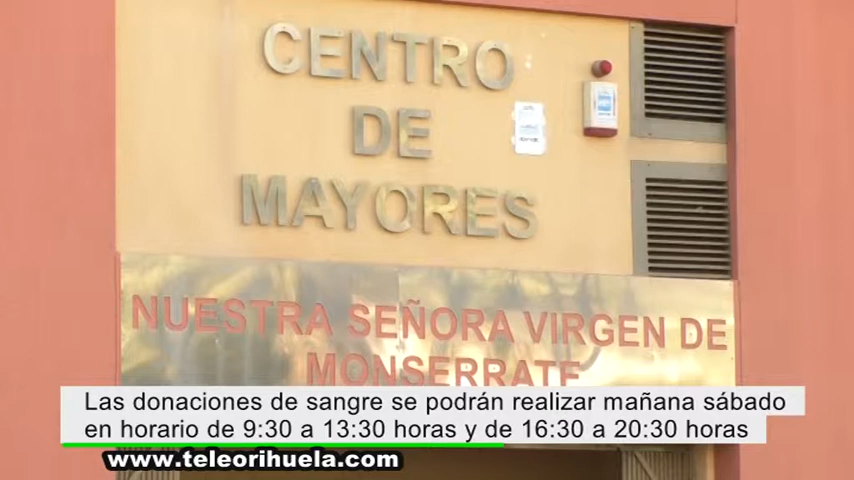 CENTRO
DE
MAYORES
NUESTRA SEÑORA VIRGEN DE
MONSERRATE
Las donaciones de sangre se podrán realizar mañana sábado
en horario de 9:30 a 13:30 horas y de 16:30 a 20:30 horas
www.teleorihuela.com